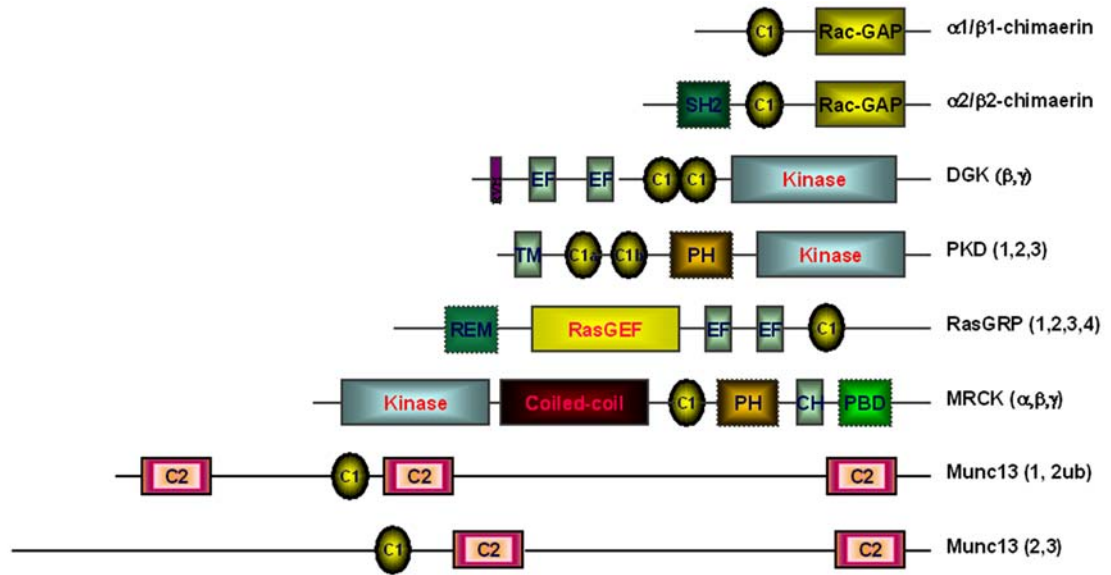 C1 Rac-GAP α1/β1-chimaerin
SH2 C1 Rac-GAP α2/β2-chimaerin
EF EF C1 C1 Kinase DGK (β,γ)
TM C1a C1b PH Kinase PKD (1,2,3)
REM RasGEF EF EF C1 RasGRP (1,2,3,4)
Kinase Coiled-coil C1 PH CH PBD MRCK (α,β,γ)
C2 C1 C2 C2 Munc13 (1, 2ub)
C1 C2 C2 Munc13 (2,3)